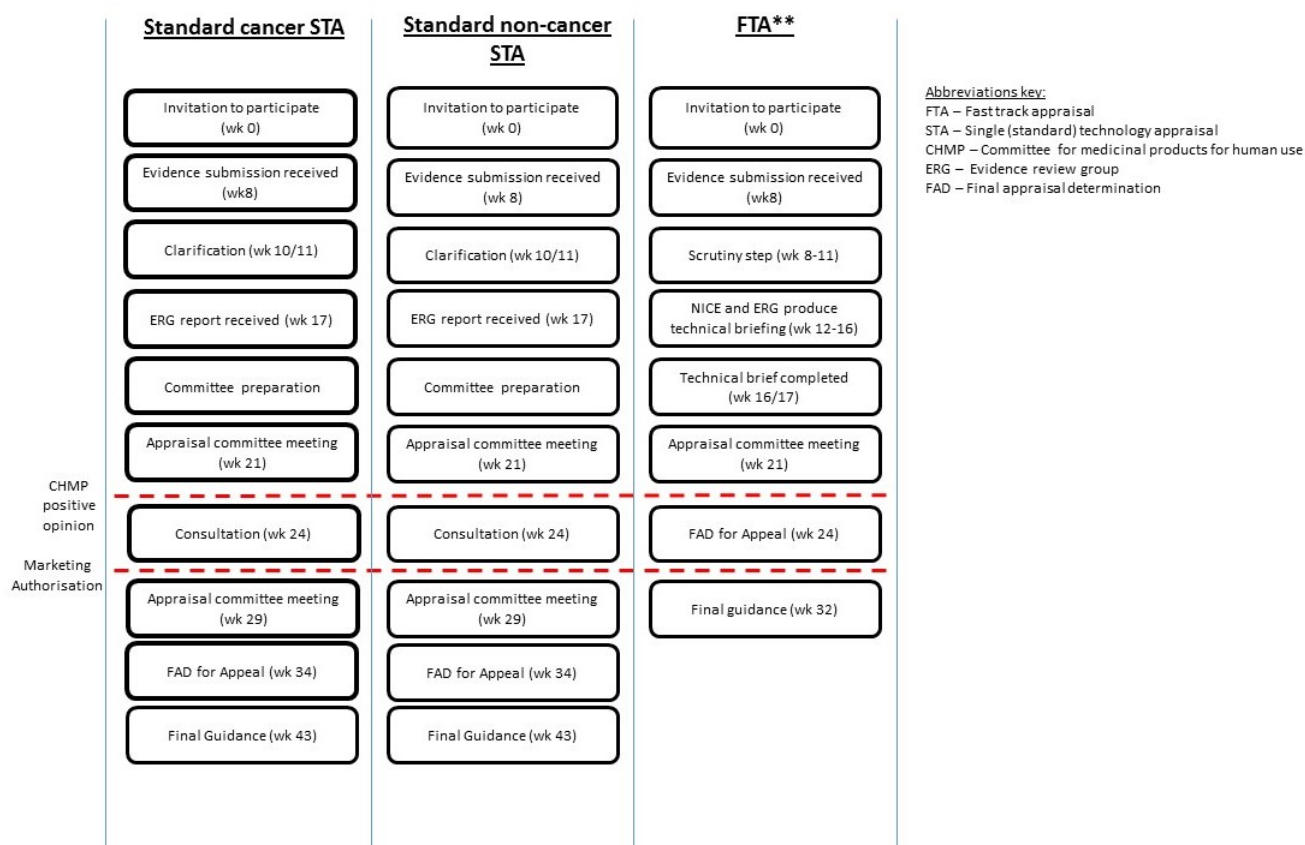 Standard cancer STA
Invitation to participate
(wk 0)
Evidence submission received
(wk8)
Clarification (wk 10/11)
ERG report received (wk 17)
Committee preparation
Appraisal committee meeting
(wk 21)
Consultation (wk 24)
Appraisal committee meeting
(wk 29)
FAD for Appeal (wk 34)
Final Guidance (wk 43)
Standard non-cancer
STA
Invitation to participate
(wk 0)
Evidence submission received
(wk 8)
Clarification (wk 10/11)
ERG report received (wk 17)
Committee preparation
Appraisal committee meeting
(wk 21)
Consultation (wk 24)
Appraisal committee meeting
(wk 29)
FAD for Appeal (wk 34)
Final Guidance (wk 43)
FTA**
Invitation to participate
(wk 0)
Evidence submission received
(wk8)
Scrutiny step (wk 8-11)
NICE and ERG produce
technical briefing (wk 12-16)
Technical brief completed
(wk 16/17)
Appraisal committee meeting
(wk 21)
FAD for Appeal (wk 24)
Final guidance (wk 32)
CHMP
positive
opinion
Marketing
Authorisation
Abbreviations key:
FTA – Fast track appraisal
STA – Single (standard) technology appraisal
CHMP – Committee for medicinal products for human use
ERG – Evidence review group
FAD – Final appraisal determination